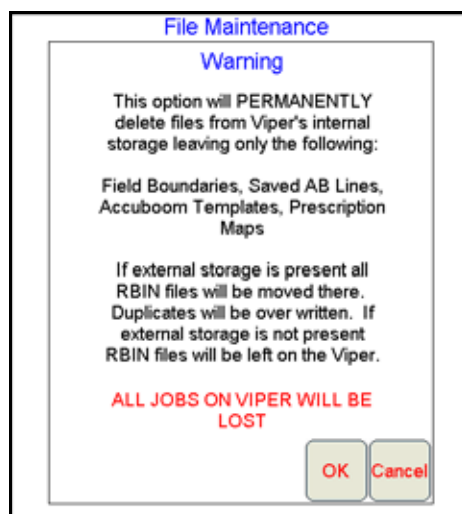 File Maintenance
Warning
This option will PERMANENTLY
delete files from Viper's internal
storage leaving only the following:
Field Boundaries, Saved AB Lines,
Accuboom Templates, Prescription
Maps
If external storage is present all
RBIN files will be moved there.
Duplicates will be over written. If
external storage is not present
RBIN files will be left on the Viper.
ALL JOBS ON VIPER WILL BE
LOST
OK Cancel